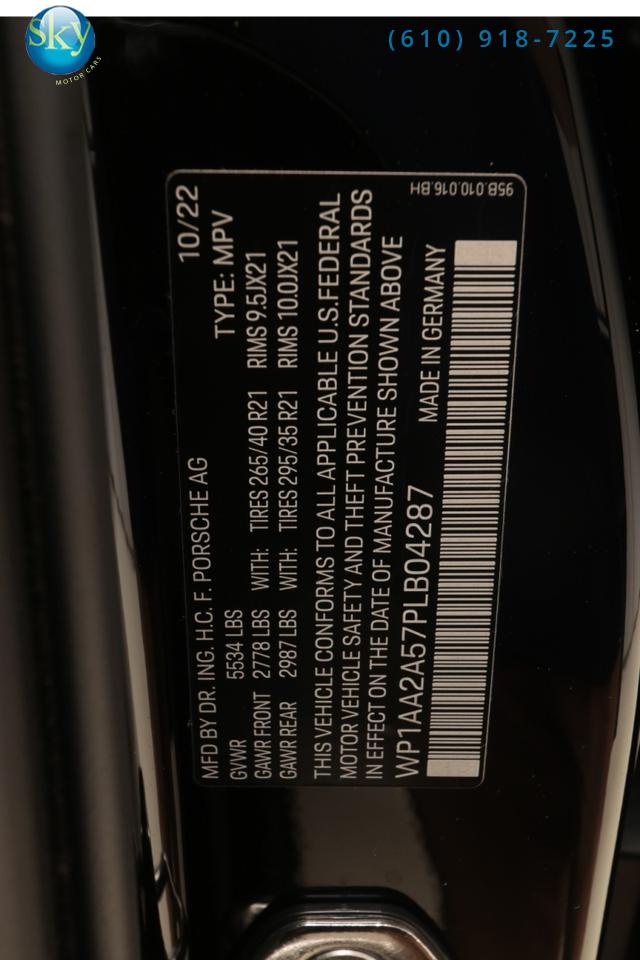 Sky
MOTOR CARS
(610) 918-7225
MFD BY DR. ING. H.C. F. PORSCHE AG 10/22
GVWR 5534 LBS TYPE: MPV
GAWR FRONT 2778 LBS WITH: TIRES 265/40 R21 RIMS 9.5JX21
GAWR REAR 2987 LBS WITH: TIRES 295/35 R21 RIMS 10.0JX21
THIS VEHICLE CONFORMS TO ALL APPLICABLE U.S.FEDERAL
MOTOR VEHICLE SAFETY AND THEFT PREVENTION STANDARDS
IN EFFECT ON THE DATE OF MANUFACTURE SHOWN ABOVE
WP1AA2A57PLB04287 MADE IN GERMANY
95B.010.016.BH